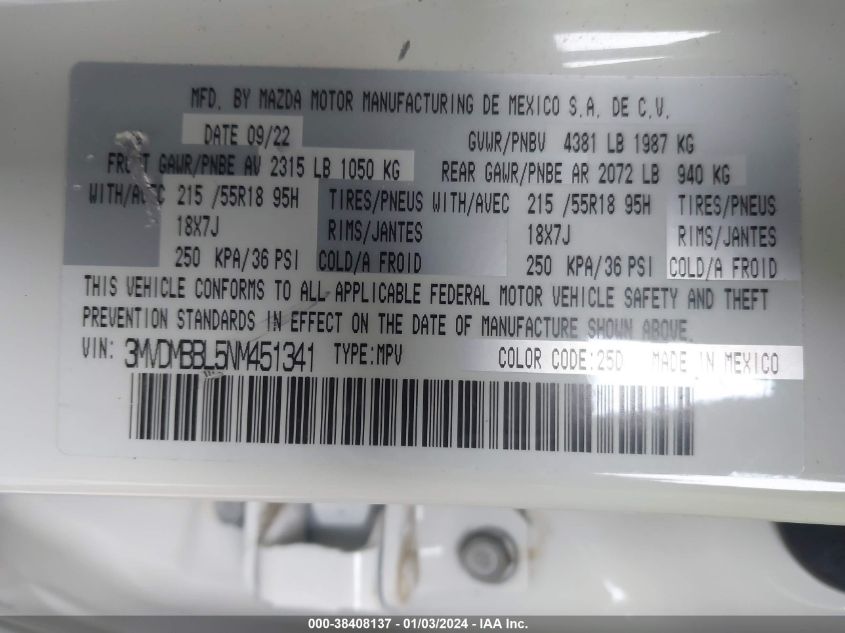 MFD. BY MAZDA MOTOR MANUFACTURING DE MEXICO S.A. DE C.V.
DATE 09/22 GVWR/PNBV 4381 LB 1987 KG
FRONT GAWR/PNBE AV 2315 LB 1050 KG REAR GAWR/PNBE AR 2072 LB 940 KG
WITH/AVEC 215 /55R18 95H TIRES/PNEUS WITH/AVEC 215 /55R18 95H TIRES/PNEUS
18X7J RIMS/JANTES 18X7J RIMS/JANTES
250 KPA/36 PSI COLD/A FROID 250 KPA/36 PSI COLD/A FROID
THIS VEHICLE CONFORMS TO ALL APPLICABLE FEDERAL MOTOR VEHICLE SAFETY AND THEFT
PREVENTION STANDARDS IN EFFECT ON THE DATE OF MANUFACTURE SHOWN ABOVE.
VIN: 3MVDMBBL5NM451341 TYPE:MPV COLOR CODE:25D MADE IN MEXICO
000-38408137 - 01/03/2024 - IAA Inc.